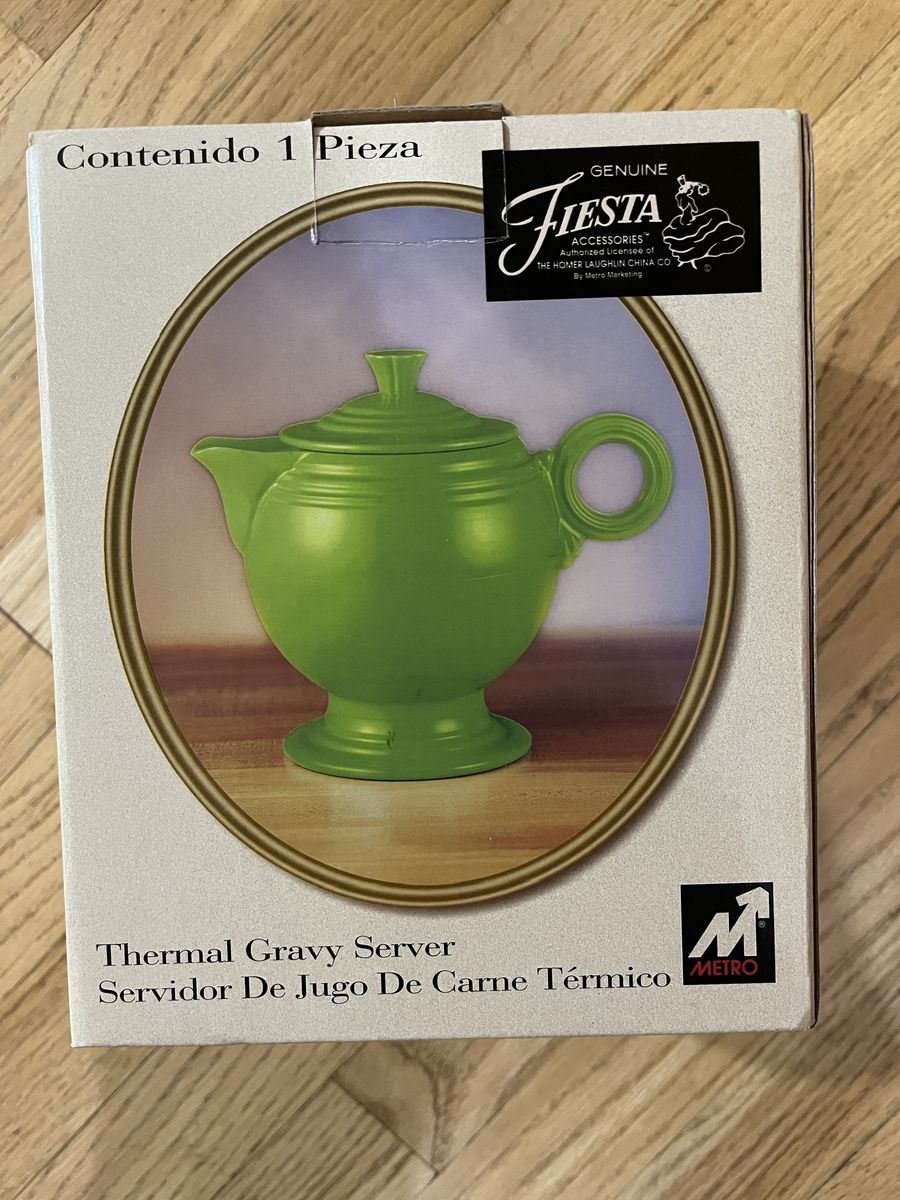 Contenido 1 Pieza
GENUINE
FIESTA
ACCESSORIES™
Authorized Licensee of
THE HOMER LAUGHLIN CHINA CO
By Metro Marketing
©
Thermal Gravy Server
Servidor De Jugo De Carne Térmico
M®
METRO